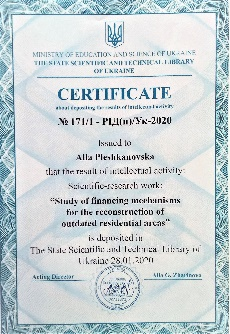 MINISTRY OF EDUCATION AND SCIENCE OF UKRAINE
THE STATE SCIENTIFIC AND TECHNICAL LIBRARY
OF UKRAINE
CERTIFICATE
about depositing the results of intellectual activity
№ 171/1 - РІД(п)/Ук-2020
Issued to
Alla Pleshkanovska
that the result of intellectual activity:
Scientific-research work:
“Study of financing mechanisms
for the reconstruction of
outdated residential areas”
is deposited in
The State Scientific and Technical Library of
Ukraine 28.01.2020
Acting Director
Alla G. Zharinova